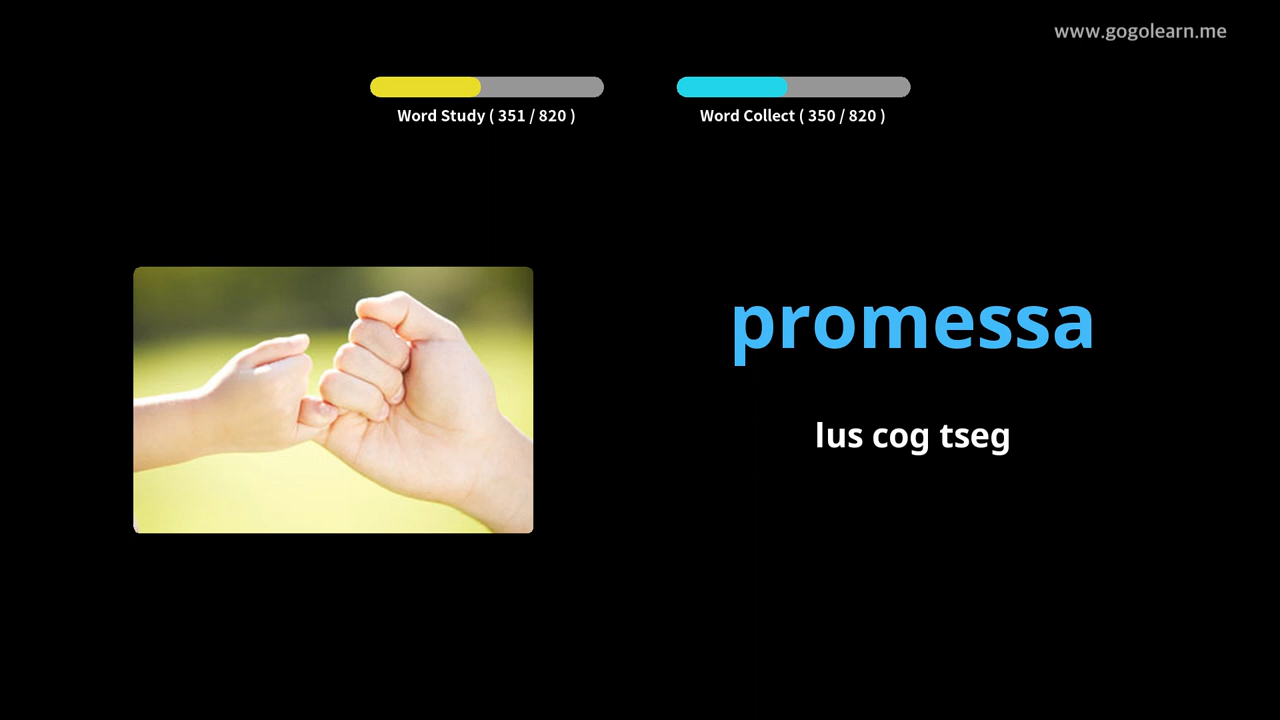 www.gogolearn.me
Word Study ( 351 / 820 )
Word Collect ( 350 / 820 )
promessa
lus cog tseg